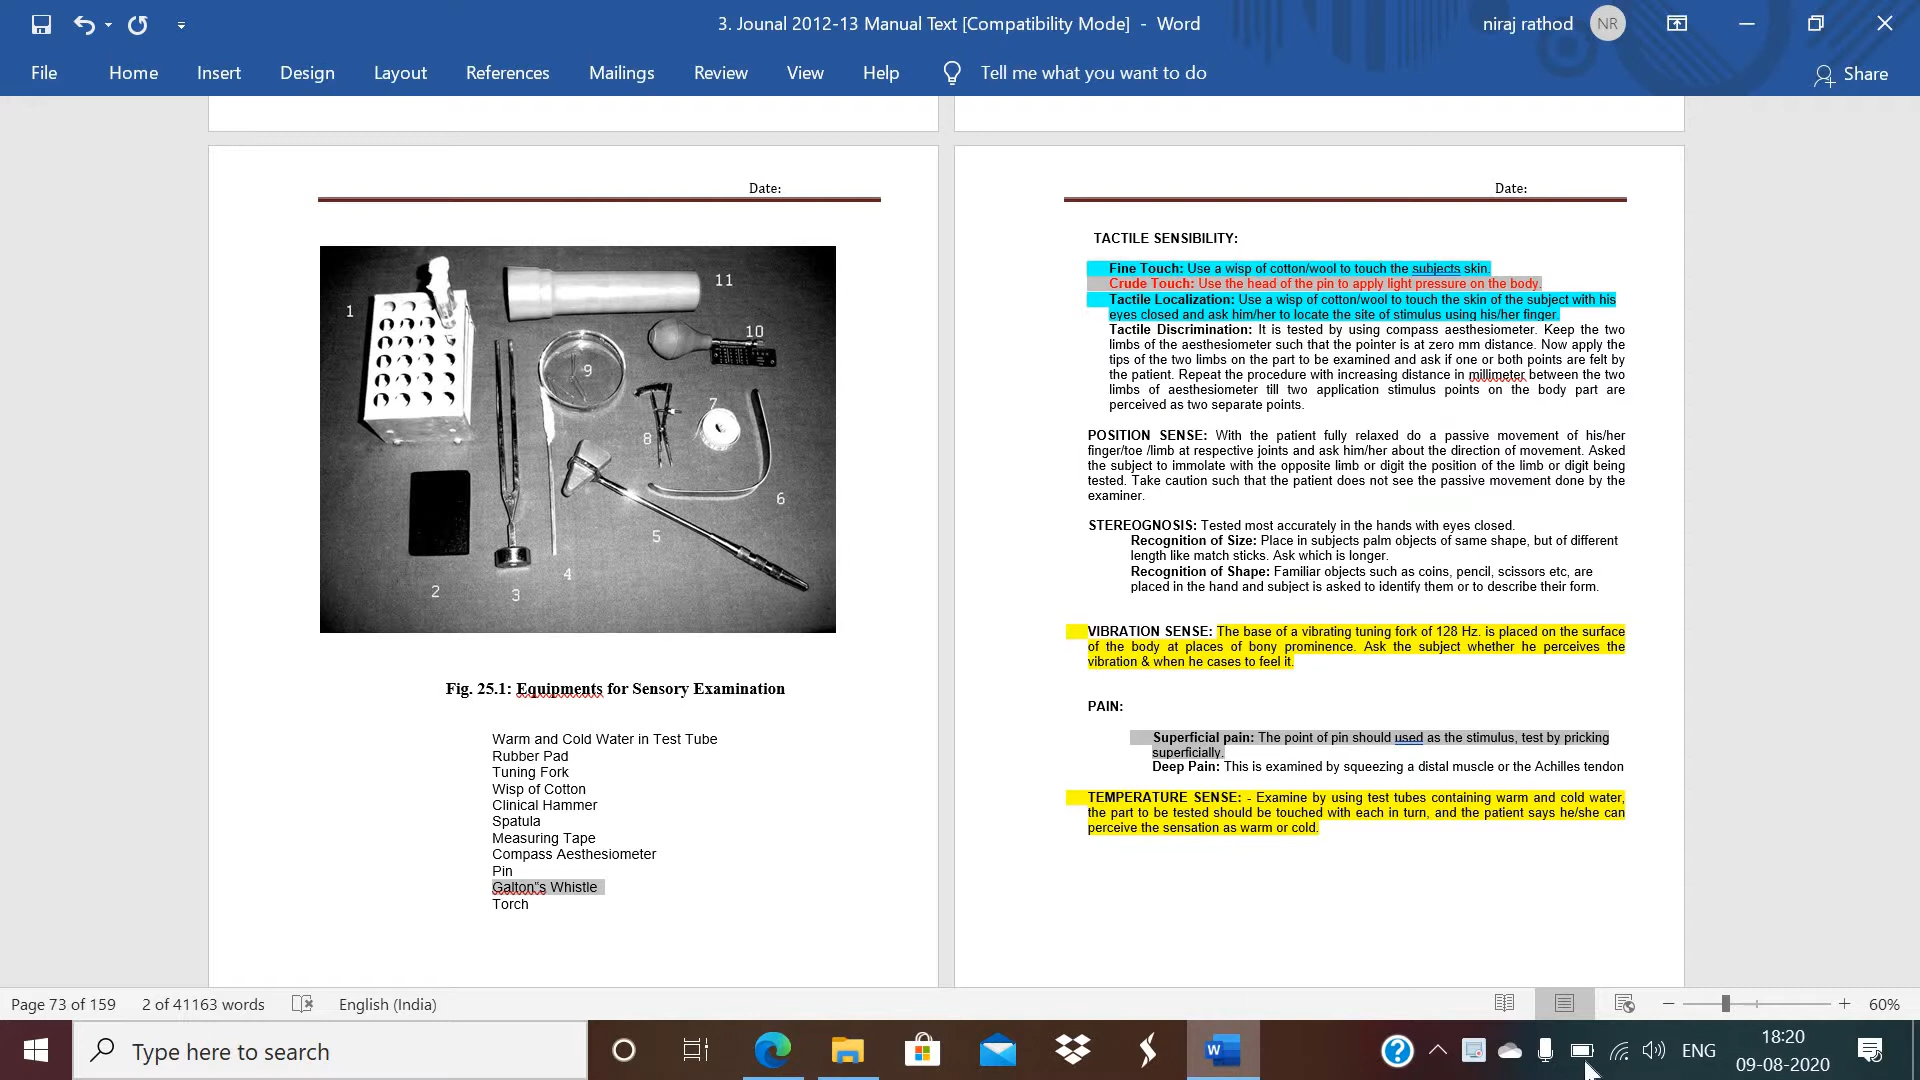 3. Jounal 2012-13 Manual Text [Compatibility Mode] - Word
niraj rathod NR
File Home Insert Design Layout References Mailings Review View Help Tell me what you want to do Share
Date:
1
2
3
4
5
6
7
8
9
10
11
Fig. 25.1: Equipments for Sensory Examination
Warm and Cold Water in Test Tube
Rubber Pad
Tuning Fork
Wisp of Cotton
Clinical Hammer
Spatula
Measuring Tape
Compass Aesthesiometer
Pin
Galton"s Whistle
Torch
Date:
TACTILE SENSIBILITY:
Fine Touch: Use a wisp of cotton/wool to touch the subjects skin.
Crude Touch: Use the head of the pin to apply light pressure on the body.
Tactile Localization: Use a wisp of cotton/wool to touch the skin of the subject with his
eyes closed and ask him/her to locate the site of stimulus using his/her finger.
Tactile Discrimination: It is tested by using compass aesthesiometer. Keep the two
limbs of the aesthesiometer such that the pointer is at zero mm distance. Now apply the
tips of the two limbs on the part to be examined and ask if one or both points are felt by
the patient. Repeat the procedure with increasing distance in millimeter between the two
limbs of aesthesiometer till two application stimulus points on the body part are
perceived as two separate points.
POSITION SENSE: With the patient fully relaxed do a passive movement of his/her
finger/toe /limb at respective joints and ask him/her about the direction of movement. Asked
the subject to immolate with the opposite limb or digit the position of the limb or digit being
tested. Take caution such that the patient does not see the passive movement done by the
examiner.
STEREOGNOSIS: Tested most accurately in the hands with eyes closed.
Recognition of Size: Place in subjects palm objects of same shape, but of different
length like match sticks. Ask which is longer.
Recognition of Shape: Familiar objects such as coins, pencil, scissors etc, are
placed in the hand and subject is asked to identify them or to describe their form.
VIBRATION SENSE: The base of a vibrating tuning fork of 128 Hz. is placed on the surface
of the body at places of bony prominence. Ask the subject whether he perceives the
vibration & when he cases to feel it.
PAIN:
Superficial pain: The point of pin should used as the stimulus, test by pricking
superficially.
Deep Pain: This is examined by squeezing a distal muscle or the Achilles tendon
TEMPERATURE SENSE: - Examine by using test tubes containing warm and cold water,
the part to be tested should be touched with each in turn, and the patient says he/she can
perceive the sensation as warm or cold.
Page 73 of 159 2 of 41163 words English (India) 60%
Type here to search
ENG
18:20
09-08-2020